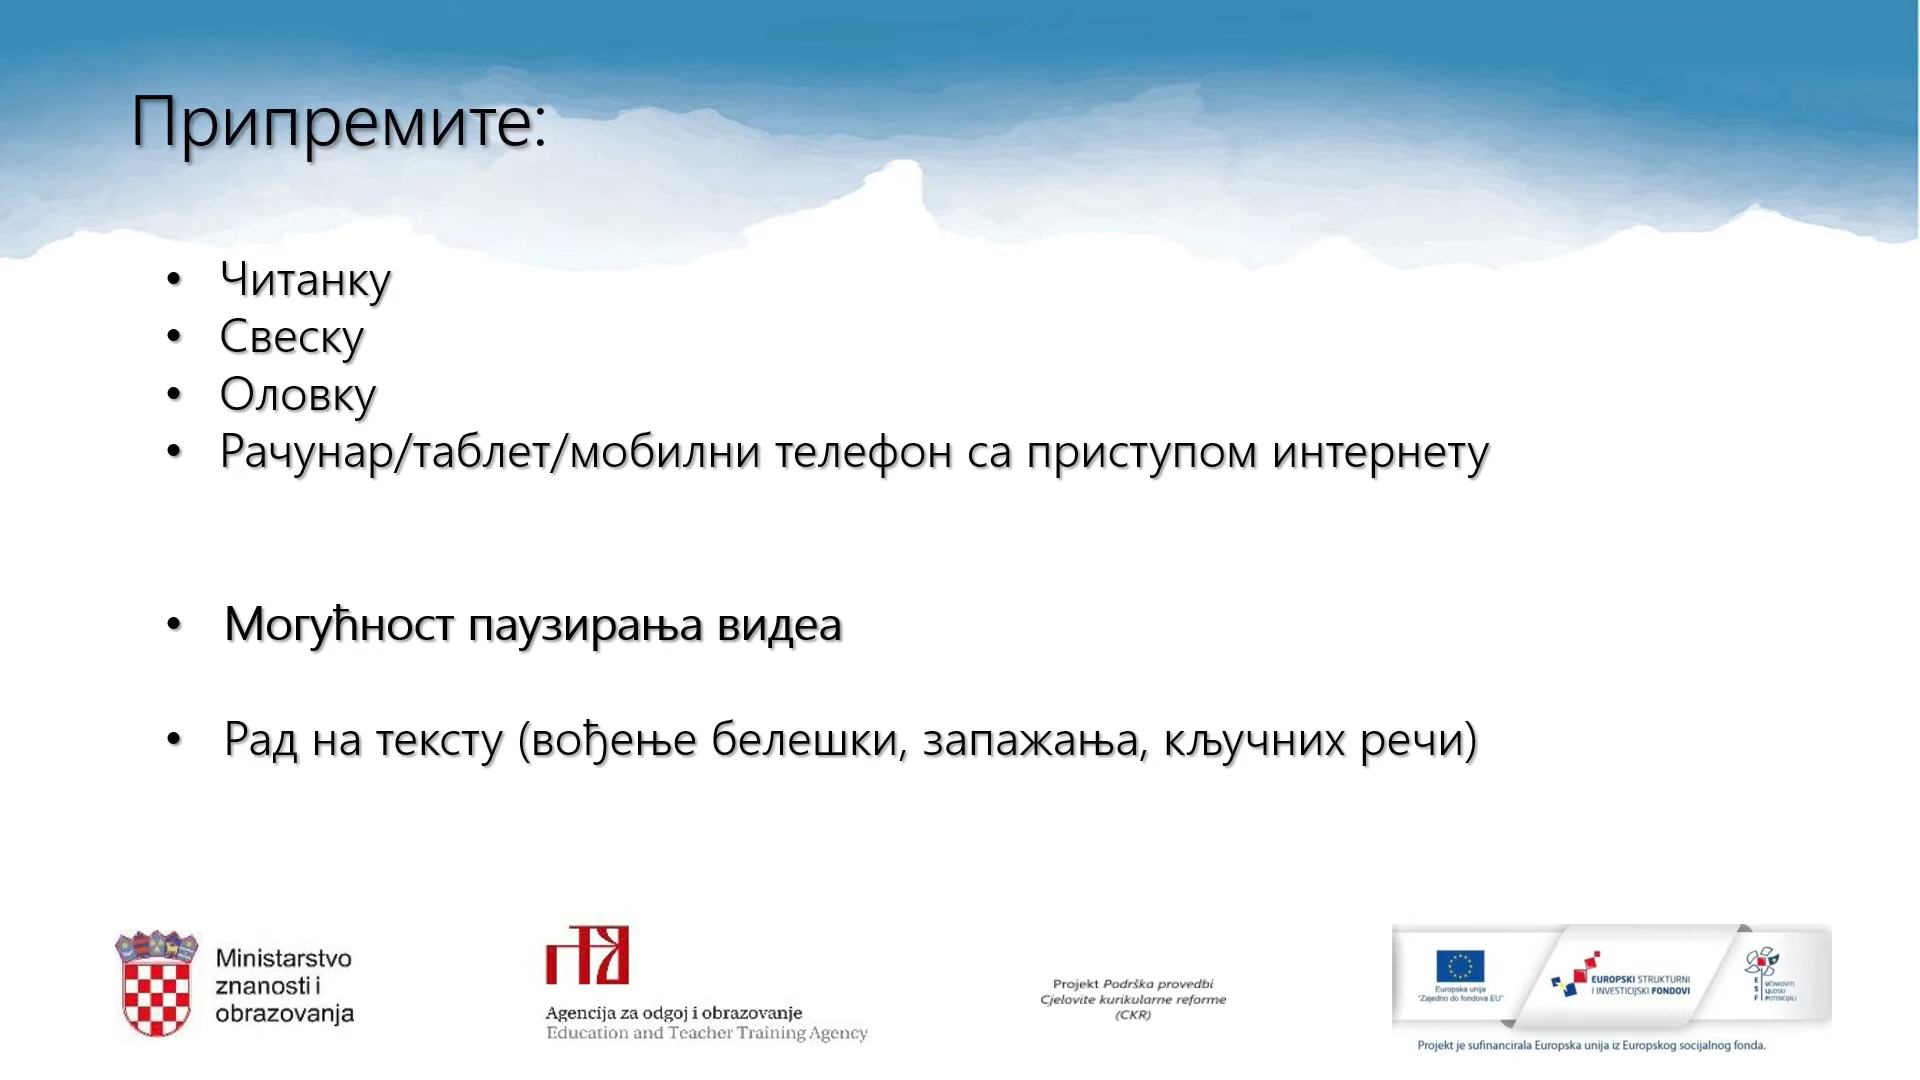 Припремите:
• Читанку
• Свеску
• Оловку
• Рачунар/таблет/мобилни телефон са приступом интернету
• Могућност паузирања видеа
• Рад на тексту (вођење белешки, запажања, кључних речи)
Ministarstvo
znanosti i
obrazovanja
Agencija za odgoj i obrazovanje
Education and Teacher Training Agency
Projekt Podrška provedbi
Cjelovite kurikularne reforme
(CKR)
Europska unija
"Zajedno do fondova EU"
EUROPSKI STRUKTURNI
I INVESTICIJSKI FONDOVI
ESF
UČINKOVITI
LJUDSKI
POTENCIJALI
Projekt je sufinancirala Europska unija iz Europskog socijalnog fonda.